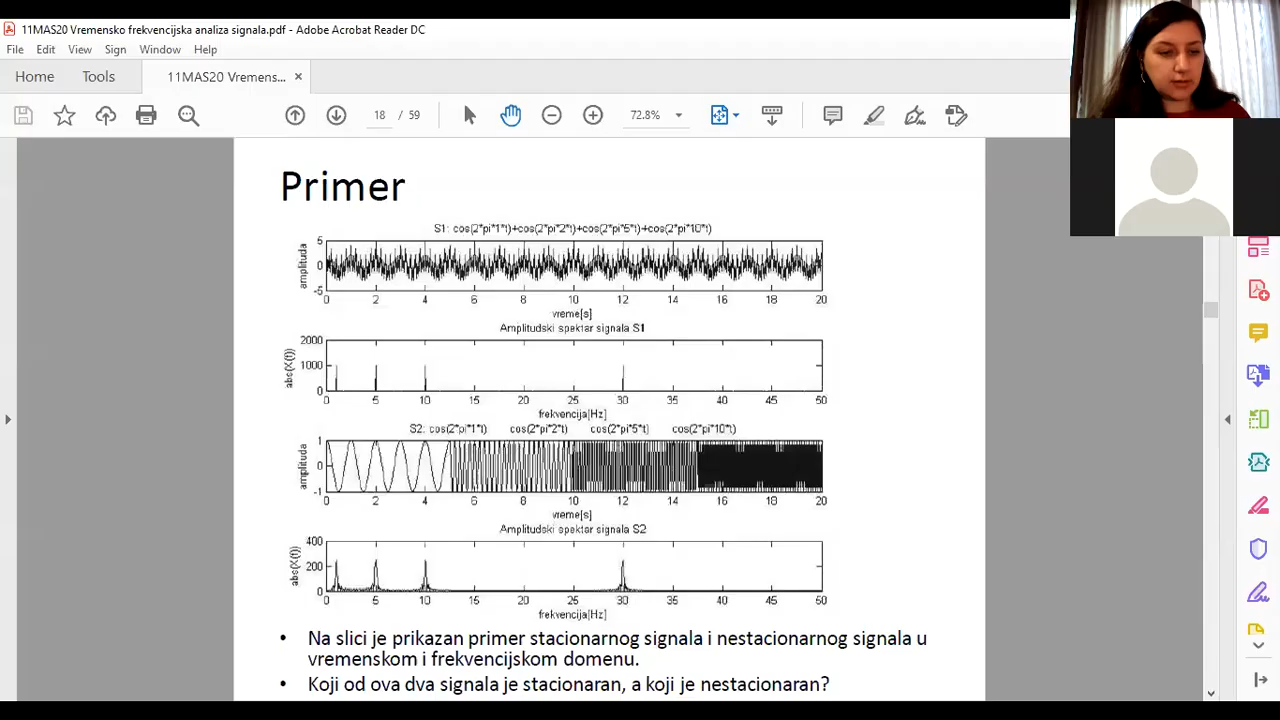 11MAS20 Vremensko frekvencijska analiza signala.pdf - Adobe Acrobat Reader DC
File Edit View Sign Window Help
Home Tools 11MAS20 Vremens... ×
18 / 59 72.8%
Primer
S1: cos(2*pi*1*t)+cos(2*pi*2*t)+cos(2*pi*5*t)+cos(2*pi*10*t)
amplituda
5
0
-5
0 2 4 6 8 10 12 14 16 18 20
vreme[s]
Amplitudski spektar signala S1
abs(X(f))
2000
1000
0
0 5 10 15 20 25 30 35 40 45 50
frekvencija[Hz]
S2: cos(2*pi*1*t) cos(2*pi*2*t) cos(2*pi*5*t) cos(2*pi*10*t)
amplituda
1
0
-1
0 2 4 6 8 10 12 14 16 18 20
vreme[s]
Amplitudski spektar signala S2
abs(X(f))
400
200
0
0 5 10 15 20 25 30 35 40 45 50
frekvencija[Hz]
• Na slici je prikazan primer stacionarnog signala i nestacionarnog signala u
vremenskom i frekvencijskom domenu.
• Koji od ova dva signala je stacionaran, a koji je nestacionaran?